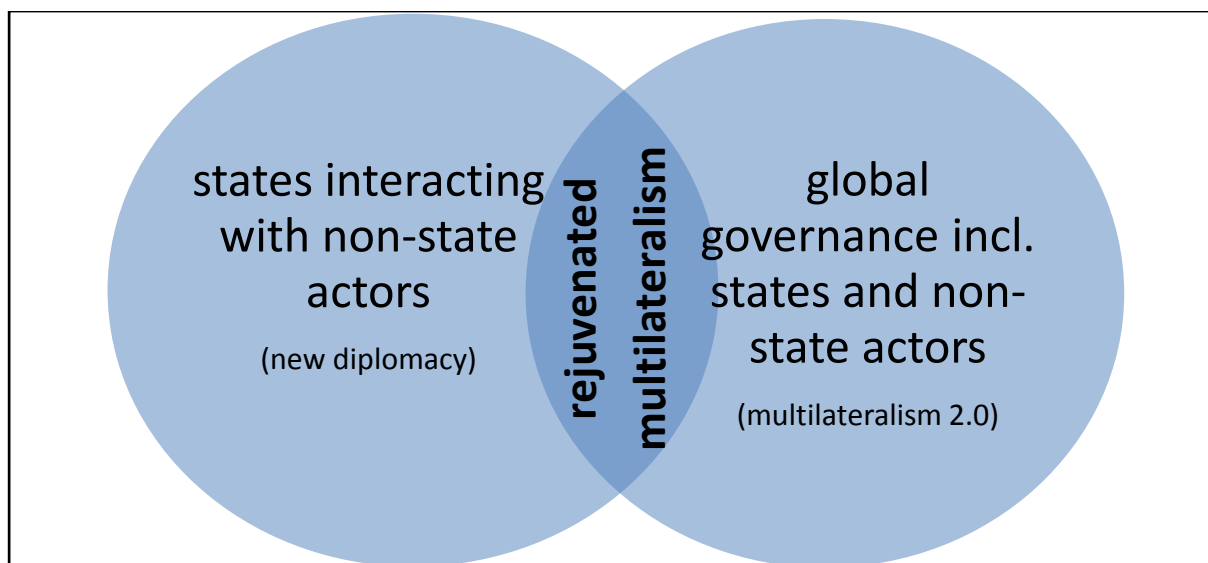 states interacting
with non-state
actors
(new diplomacy)
rejuvenated
multilateralism
global
governance incl.
states and non-
state actors
(multilateralism 2.0)